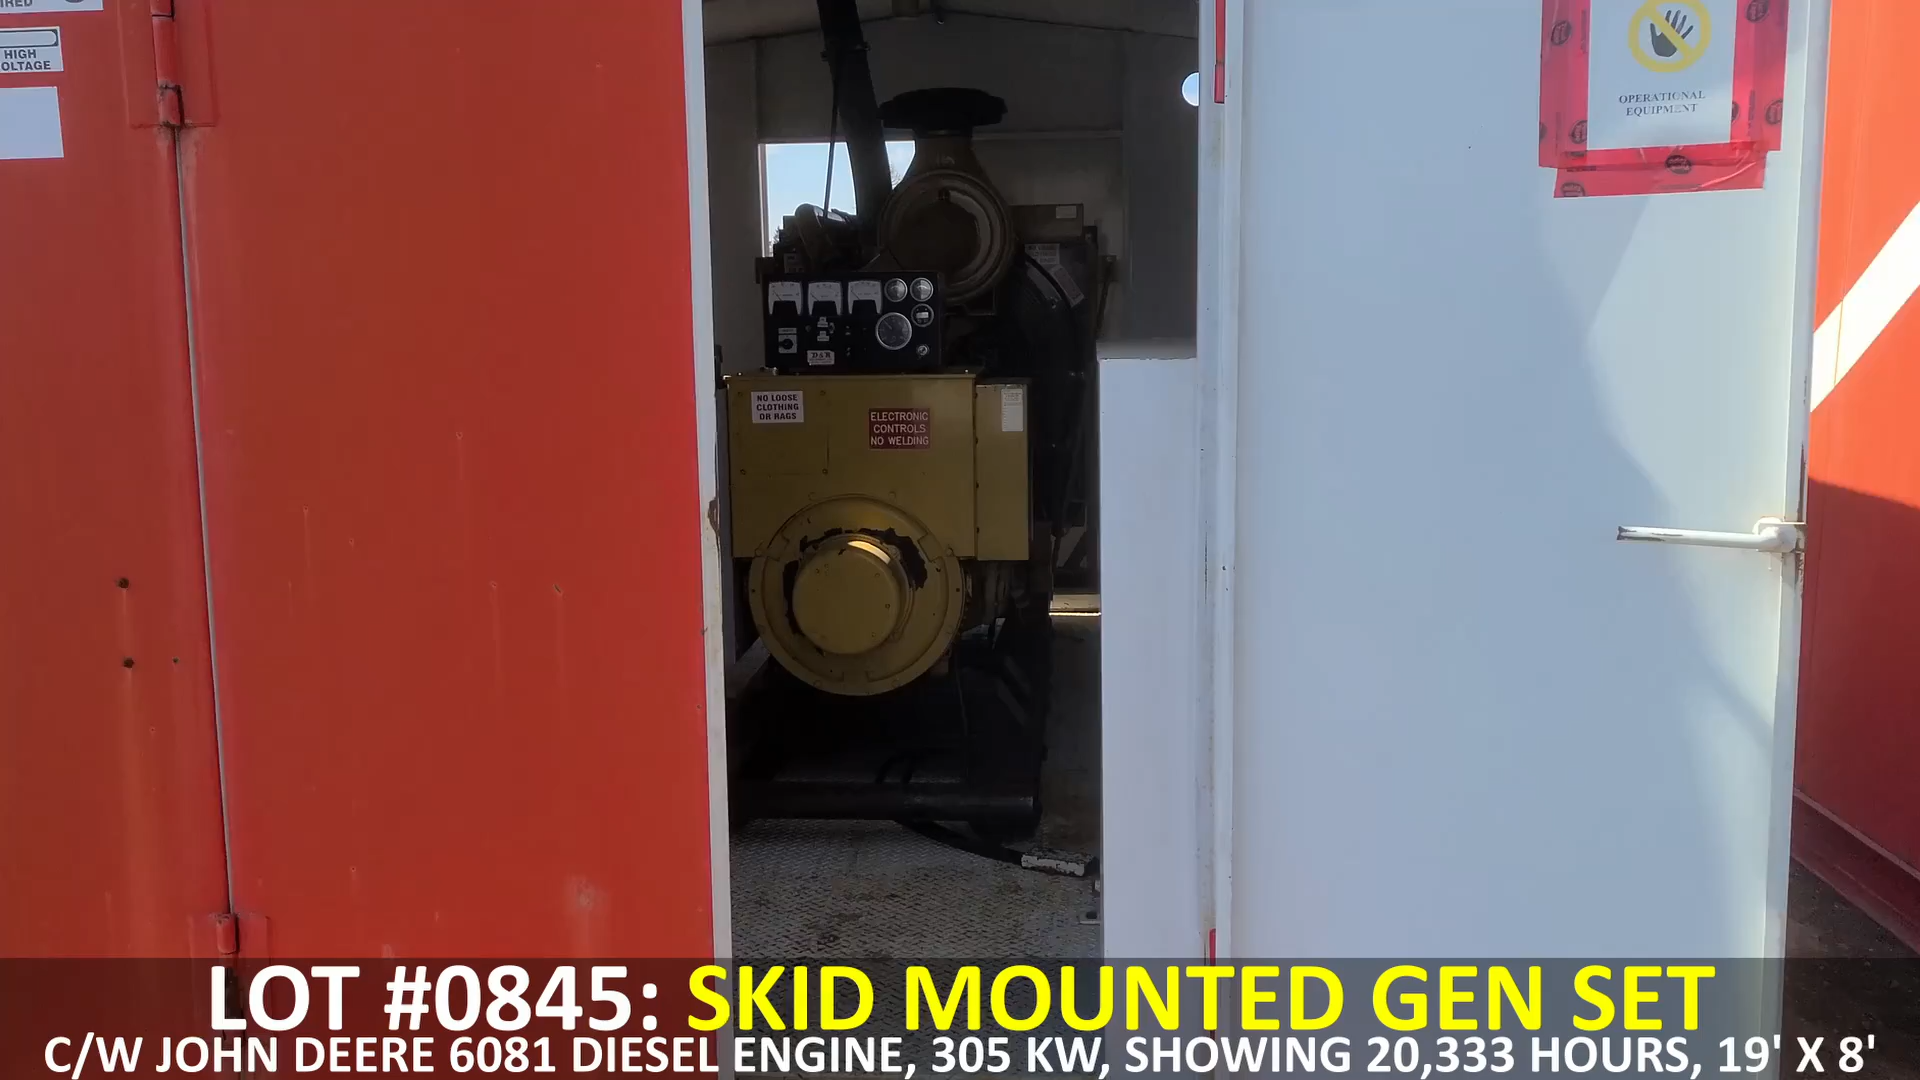 HIGH
OPERATIONAL
EQUIPMENT
D&R
NO LOOSE
CLOTHING
OR RAGS
ELECTRONIC
CONTROLS
NO WELDING
LOT #0845: SKID MOUNTED GEN SET
C/W JOHN DEERE 6081 DIESEL ENGINE, 305 KW, SHOWING 20,333 HOURS, 19' X 8'